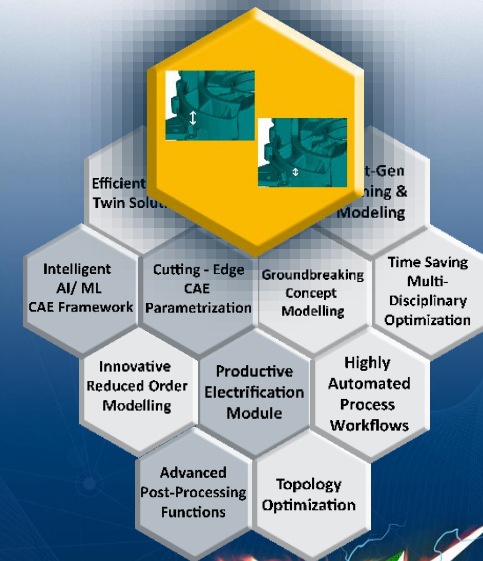 Efficient
Twin
t-Gen
ning &
Modeling
Intelligent
AI/ ML
CAE Framework
Cutting - Edge
CAE
Parametrization
Groundbreaking
Concept
Modelling
Time Saving
Multi-
Disciplinary
Optimization
Innovative
Reduced Order
Modelling
Productive
Electrification
Module
Highly
Automated
Process
Workflows
Advanced
Post-Processing
Functions
Topology
Optimization